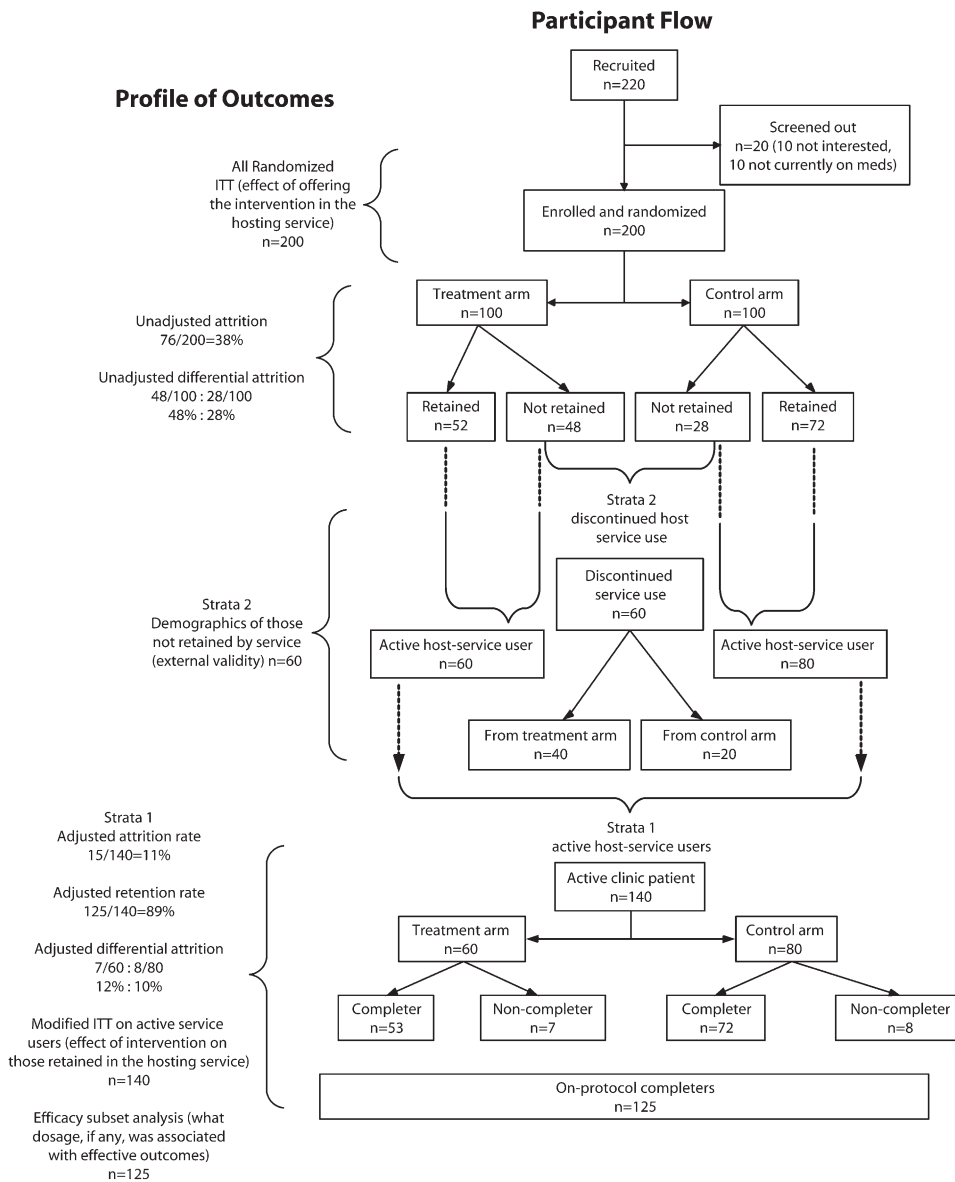 Participant Flow
Recruited
n=220
Profile of Outcomes
Screened out
n=20 (10 not interested,
10 not currently on meds)
All Randomized
ITT (effect of offering
the intervention in the
hosting service)
n=200
Enrolled and randomized
n=200
Treatment arm
n=100
Control arm
n=100
Unadjusted attrition
76/200=38%
Unadjusted differential attrition
48/100 : 28/100
48% : 28%
Retained
n=52
Not retained
n=48
Not retained
n=28
Retained
n=72
Strata 2
discontinued host
service use
Discontinued
service use
n=60
Strata 2
Demographics of those
not retained by service
(external validity) n=60
Active host-service user
n=60
Active host-service user
n=80
From treatment arm
n=40
From control arm
n=20
Strata 1
active host-service users
Strata 1
Adjusted attrition rate
15/140=11%
Adjusted retention rate
125/140=89%
Adjusted differential attrition
7/60 : 8/80
12% : 10%
Modified ITT on active service
users (effect of intervention on
those retained in the hosting service)
n=140
Efficacy subset analysis (what
dosage, if any, was associated
with effective outcomes)
n=125
Active clinic patient
n=140
Treatment arm
n=60
Control arm
n=80
Completer
n=53
Non-completer
n=7
Completer
n=72
Non-completer
n=8
On-protocol completers
n=125